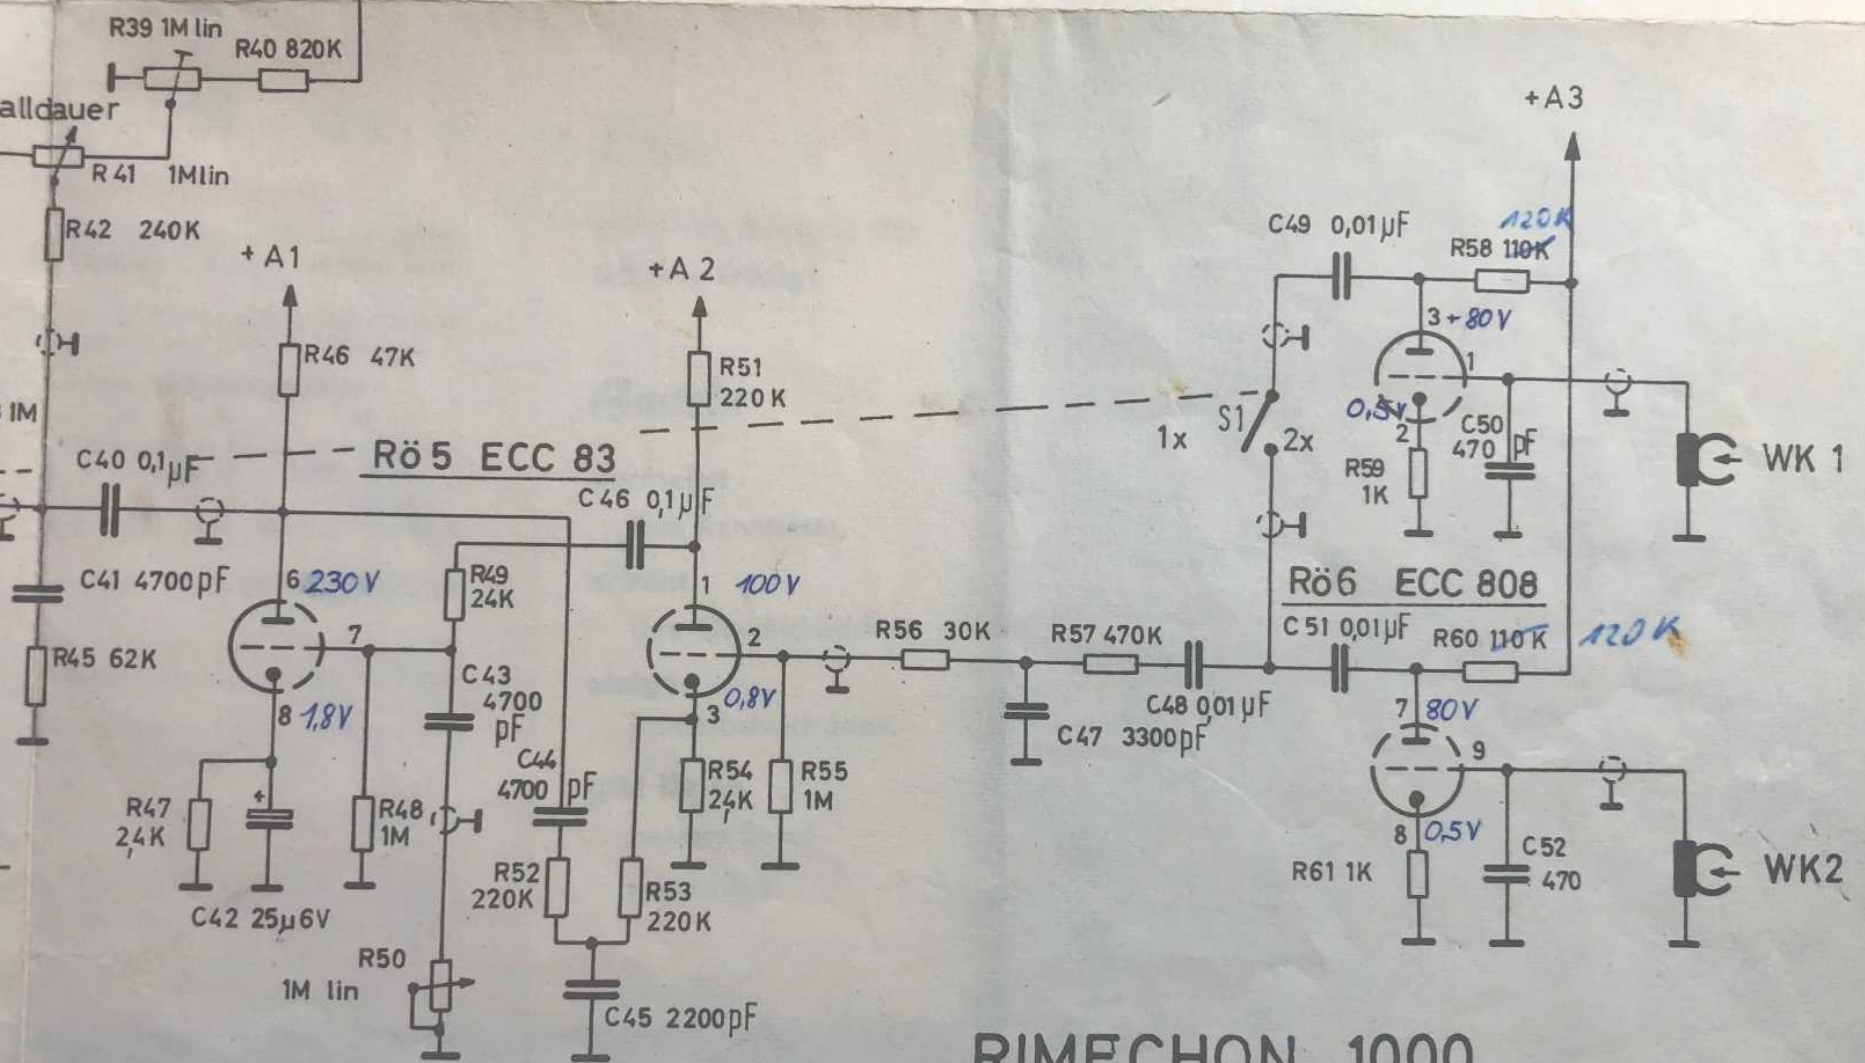 R39 1M lin
R40 820K
alldauer
R41 1Mlin
R42 240K
+A1
R46 47K
1M
C40 0,1µF
Rö5 ECC 83
C41 4700pF
6 230V
7
8 1,8V
R45 62K
R47
2,4K
C42 25µ6V
R48
1M
R49
24K
C43
4700
pF
R50
1M lin
C44
4700 pF
R52
220K
R53
220K
C45 2200pF
C46 0,1µF
+A2
R51
220K
1 100V
2
0,8V
3
R54
2,4K
R55
1M
R56 30K
R57 470K
C47 3300pF
C48 0,01µF
+A3
C49 0,01µF
120K
R58 110K
3 +80V
1
0,5V
2
C50
470 pF
R59
1K
1x
S1
2x
WK 1
Rö6 ECC 808
C51 0,01µF
R60 110K
120K
7 80V
9
8 0,5V
R61 1K
C52
470
WK2
RIMECHON 1000